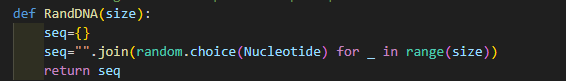 def RandDNA(size):
    seq={}
    seq="".join(random.choice(Nucleotide) for _ in range(size))
    return seq